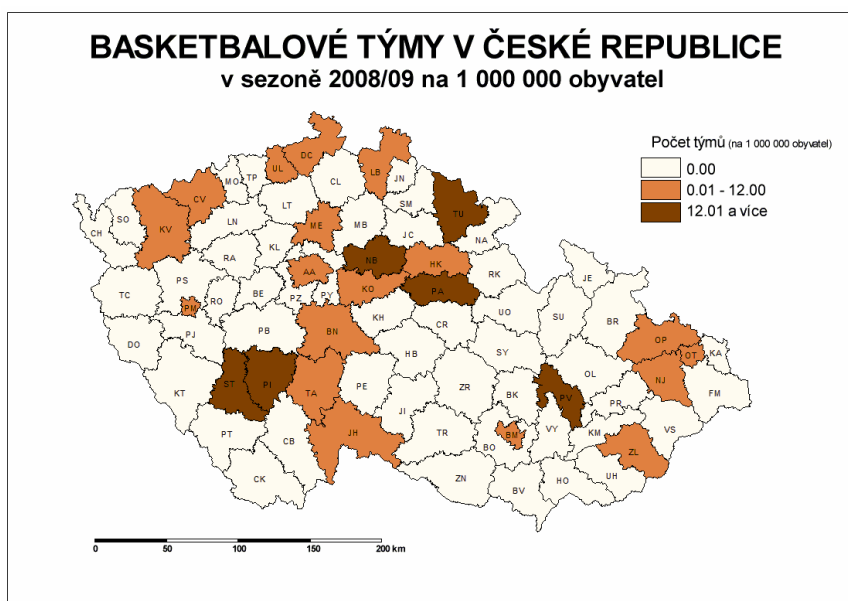 BASKETBALOVÉ TÝMY V ČESKÉ REPUBLICE
v sezoně 2008/09 na 1 000 000 obyvatel
Počet týmů (na 1 000 000 obyvatel)
0.00
0.01 - 12.00
12.01 a více
DC
UL
LB
MO
TP
CL
JN
CV
SO
LT
SM
TU
CH
KV
LN
ME
MB
JC
NA
KL
RA
NB
HK
AA
RK
JE
PS
TC
RO
BE
PZ
PY
KO
PA
PM
BR
UO
SU
KH
CR
PJ
PB
BN
DO
OP
SY
HB
OT
KA
OL
ST
PI
NJ
KT
TA
PE
ZR
BK
PV
FM
PR
JI
PT
CB
JH
TR
BM
BO
VY
KM
VS
ZL
CK
ZN
BV
HO
UH
0
50
100
150
200 km